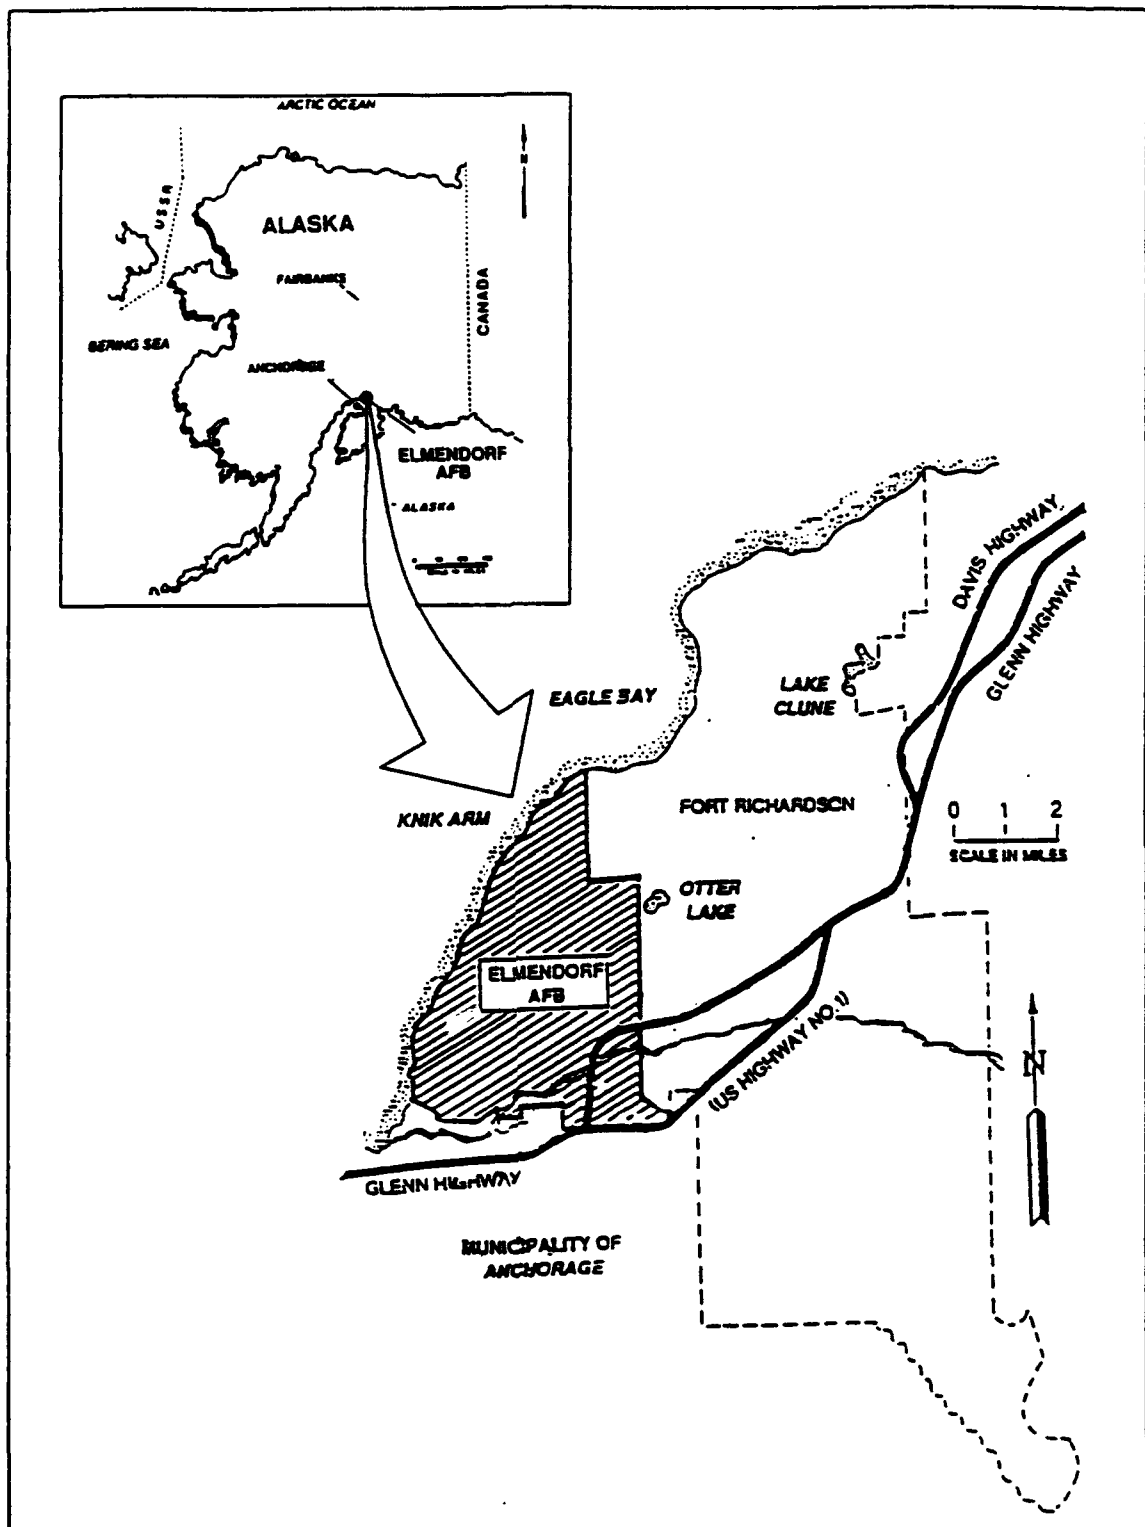 ARCTIC OCEAN
N
USSR
ALASKA
FAIRBANKS
CANADA
BERING SEA
ANCHORAGE
ELMENDORF
AFB
ALASKA
DAVIS HIGHWAY
GLENN HIGHWAY
LAKE
CLUNE
EAGLE BAY
KNIK ARM
FORT RICHARDSON
0 1 2
SCALE IN MILES
OTTER
LAKE
ELMENDORF
AFB
(US HIGHWAY NO.1)
N
GLENN HIGHWAY
MUNICIPALITY OF
ANCHORAGE